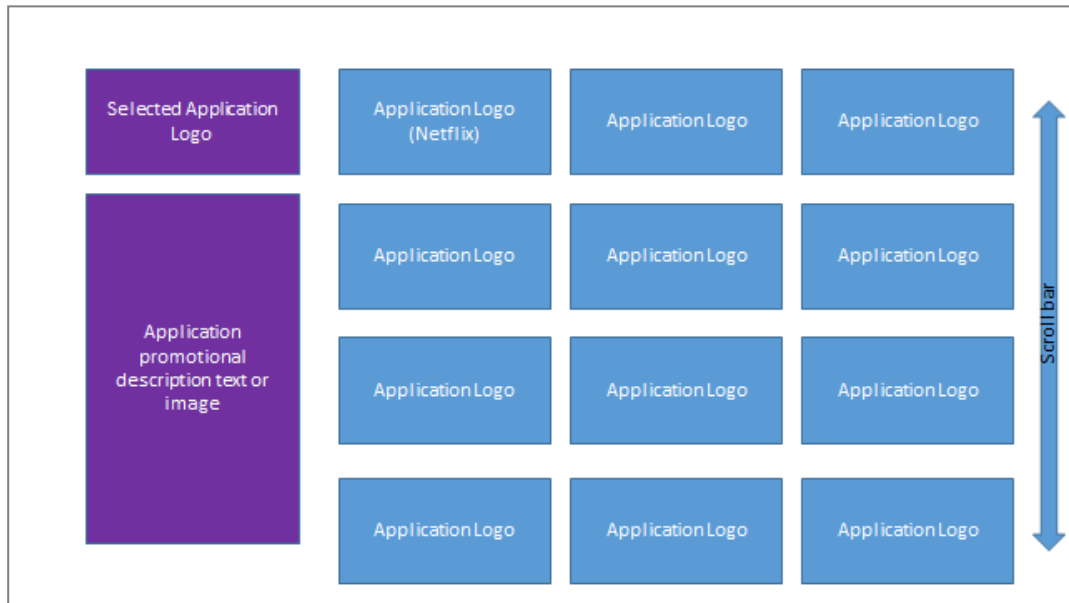 Selected Application
Logo
Application Logo
(Netflix)
Application Logo
Application Logo
Application
promotional
description text or
image
Application Logo
Application Logo
Application Logo
Application Logo
Application Logo
Application Logo
Application Logo
Application Logo
Application Logo
Scroll bar